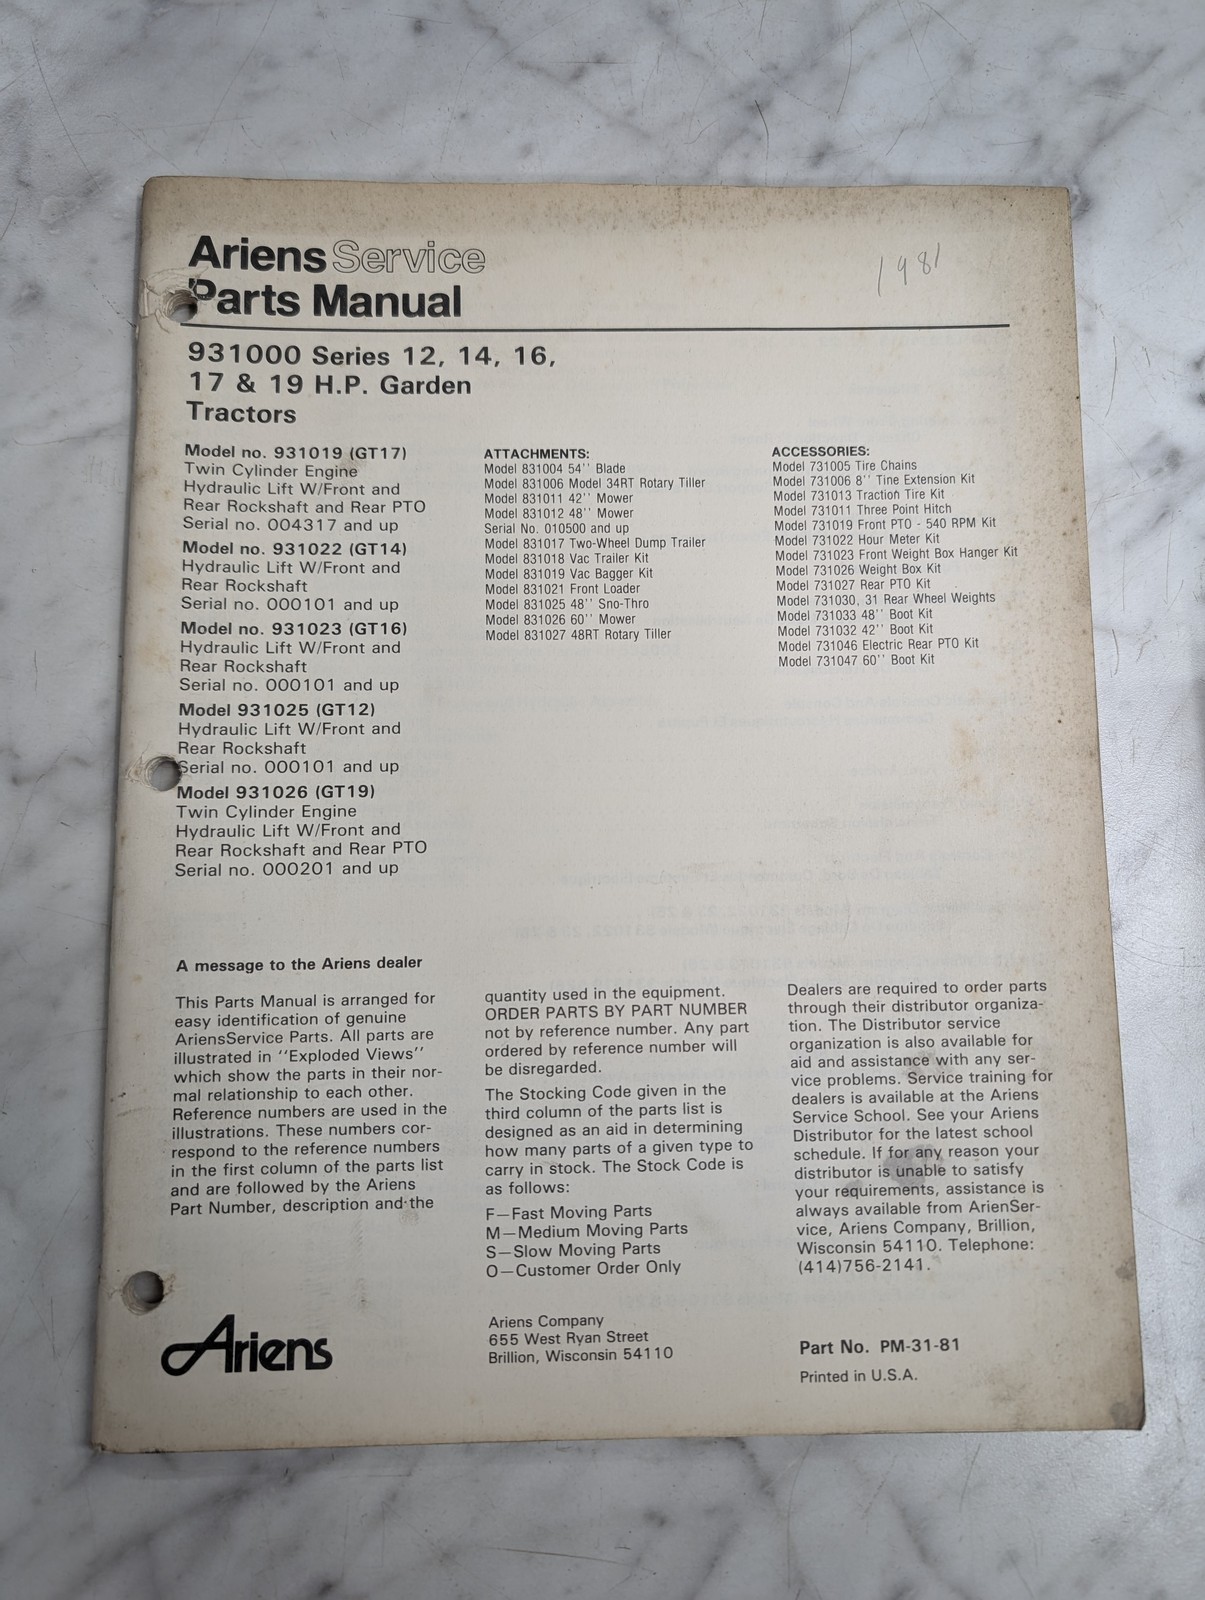 Ariens Service
Parts Manual
1981
931000 Series 12, 14, 16,
17 & 19 H.P. Garden
Tractors
Model no. 931019 (GT17)
Twin Cylinder Engine
Hydraulic Lift W/Front and
Rear Rockshaft and Rear PTO
Serial no. 004317 and up
Model no. 931022 (GT14)
Hydraulic Lift W/Front and
Rear Rockshaft
Serial no. 000101 and up
Model no. 931023 (GT16)
Hydraulic Lift W/Front and
Rear Rockshaft
Serial no. 000101 and up
Model 931025 (GT12)
Hydraulic Lift W/Front and
Rear Rockshaft
Serial no. 000101 and up
Model 931026 (GT19)
Twin Cylinder Engine
Hydraulic Lift W/Front and
Rear Rockshaft and Rear PTO
Serial no. 000201 and up
ATTACHMENTS:
Model 831004 54'' Blade
Model 831006 Model 34RT Rotary Tiller
Model 831011 42'' Mower
Model 831012 48'' Mower
Serial No. 010500 and up
Model 831017 Two-Wheel Dump Trailer
Model 831018 Vac Trailer Kit
Model 831019 Vac Bagger Kit
Model 831021 Front Loader
Model 831025 48'' Sno-Thro
Model 831026 60'' Mower
Model 831027 48RT Rotary Tiller
ACCESSORIES:
Model 731005 Tire Chains
Model 731006 8'' Tine Extension Kit
Model 731013 Traction Tire Kit
Model 731011 Three Point Hitch
Model 731019 Front PTO - 540 RPM Kit
Model 731022 Hour Meter Kit
Model 731023 Front Weight Box Hanger Kit
Model 731026 Weight Box Kit
Model 731027 Rear PTO Kit
Model 731030, 31 Rear Wheel Weights
Model 731033 48'' Boot Kit
Model 731032 42'' Boot Kit
Model 731046 Electric Rear PTO Kit
Model 731047 60'' Boot Kit
A message to the Ariens dealer
This Parts Manual is arranged for
easy identification of genuine
AriensService Parts. All parts are
illustrated in ''Exploded Views''
which show the parts in their nor-
mal relationship to each other.
Reference numbers are used in the
illustrations. These numbers cor-
respond to the reference numbers
in the first column of the parts list
and are followed by the Ariens
Part Number, description and the
quantity used in the equipment.
ORDER PARTS BY PART NUMBER
not by reference number. Any part
ordered by reference number will
be disregarded.
The Stocking Code given in the
third column of the parts list is
designed as an aid in determining
how many parts of a given type to
carry in stock. The Stock Code is
as follows:
F—Fast Moving Parts
M—Medium Moving Parts
S—Slow Moving Parts
O—Customer Order Only
Dealers are required to order parts
through their distributor organiza-
tion. The Distributor service
organization is also available for
aid and assistance with any ser-
vice problems. Service training for
dealers is available at the Ariens
Service School. See your Ariens
Distributor for the latest school
schedule. If for any reason your
distributor is unable to satisfy
your requirements, assistance is
always available from ArienSer-
vice, Ariens Company, Brillion,
Wisconsin 54110. Telephone:
(414)756-2141.
Ariens
Ariens Company
655 West Ryan Street
Brillion, Wisconsin 54110
Part No. PM-31-81
Printed in U.S.A.